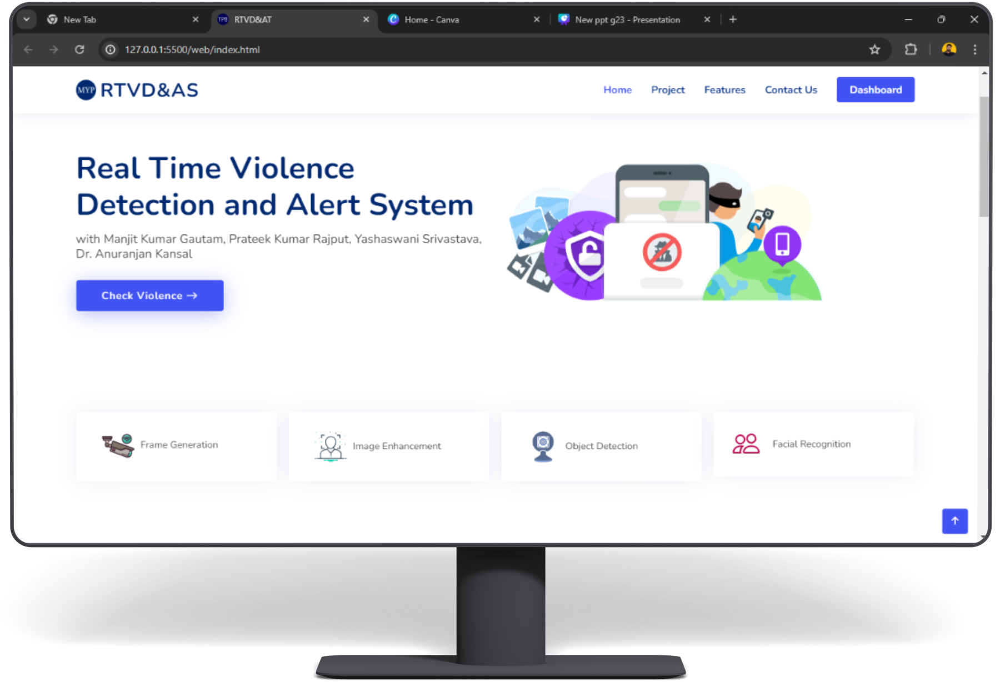 New Tab
TPB RTVD&AT
Home - Canva
New ppt g23 - Presentation
127.0.0.1:5500/web/index.html
MYP RTVD&AS
Home
Project
Features
Contact Us
Dashboard
Real Time Violence
Detection and Alert System
with Manjit Kumar Gautam, Prateek Kumar Rajput, Yashaswani Srivastava,
Dr. Anuranjan Kansal
Check Violence →
Frame Generation
Image Enhancement
Object Detection
Facial Recognition